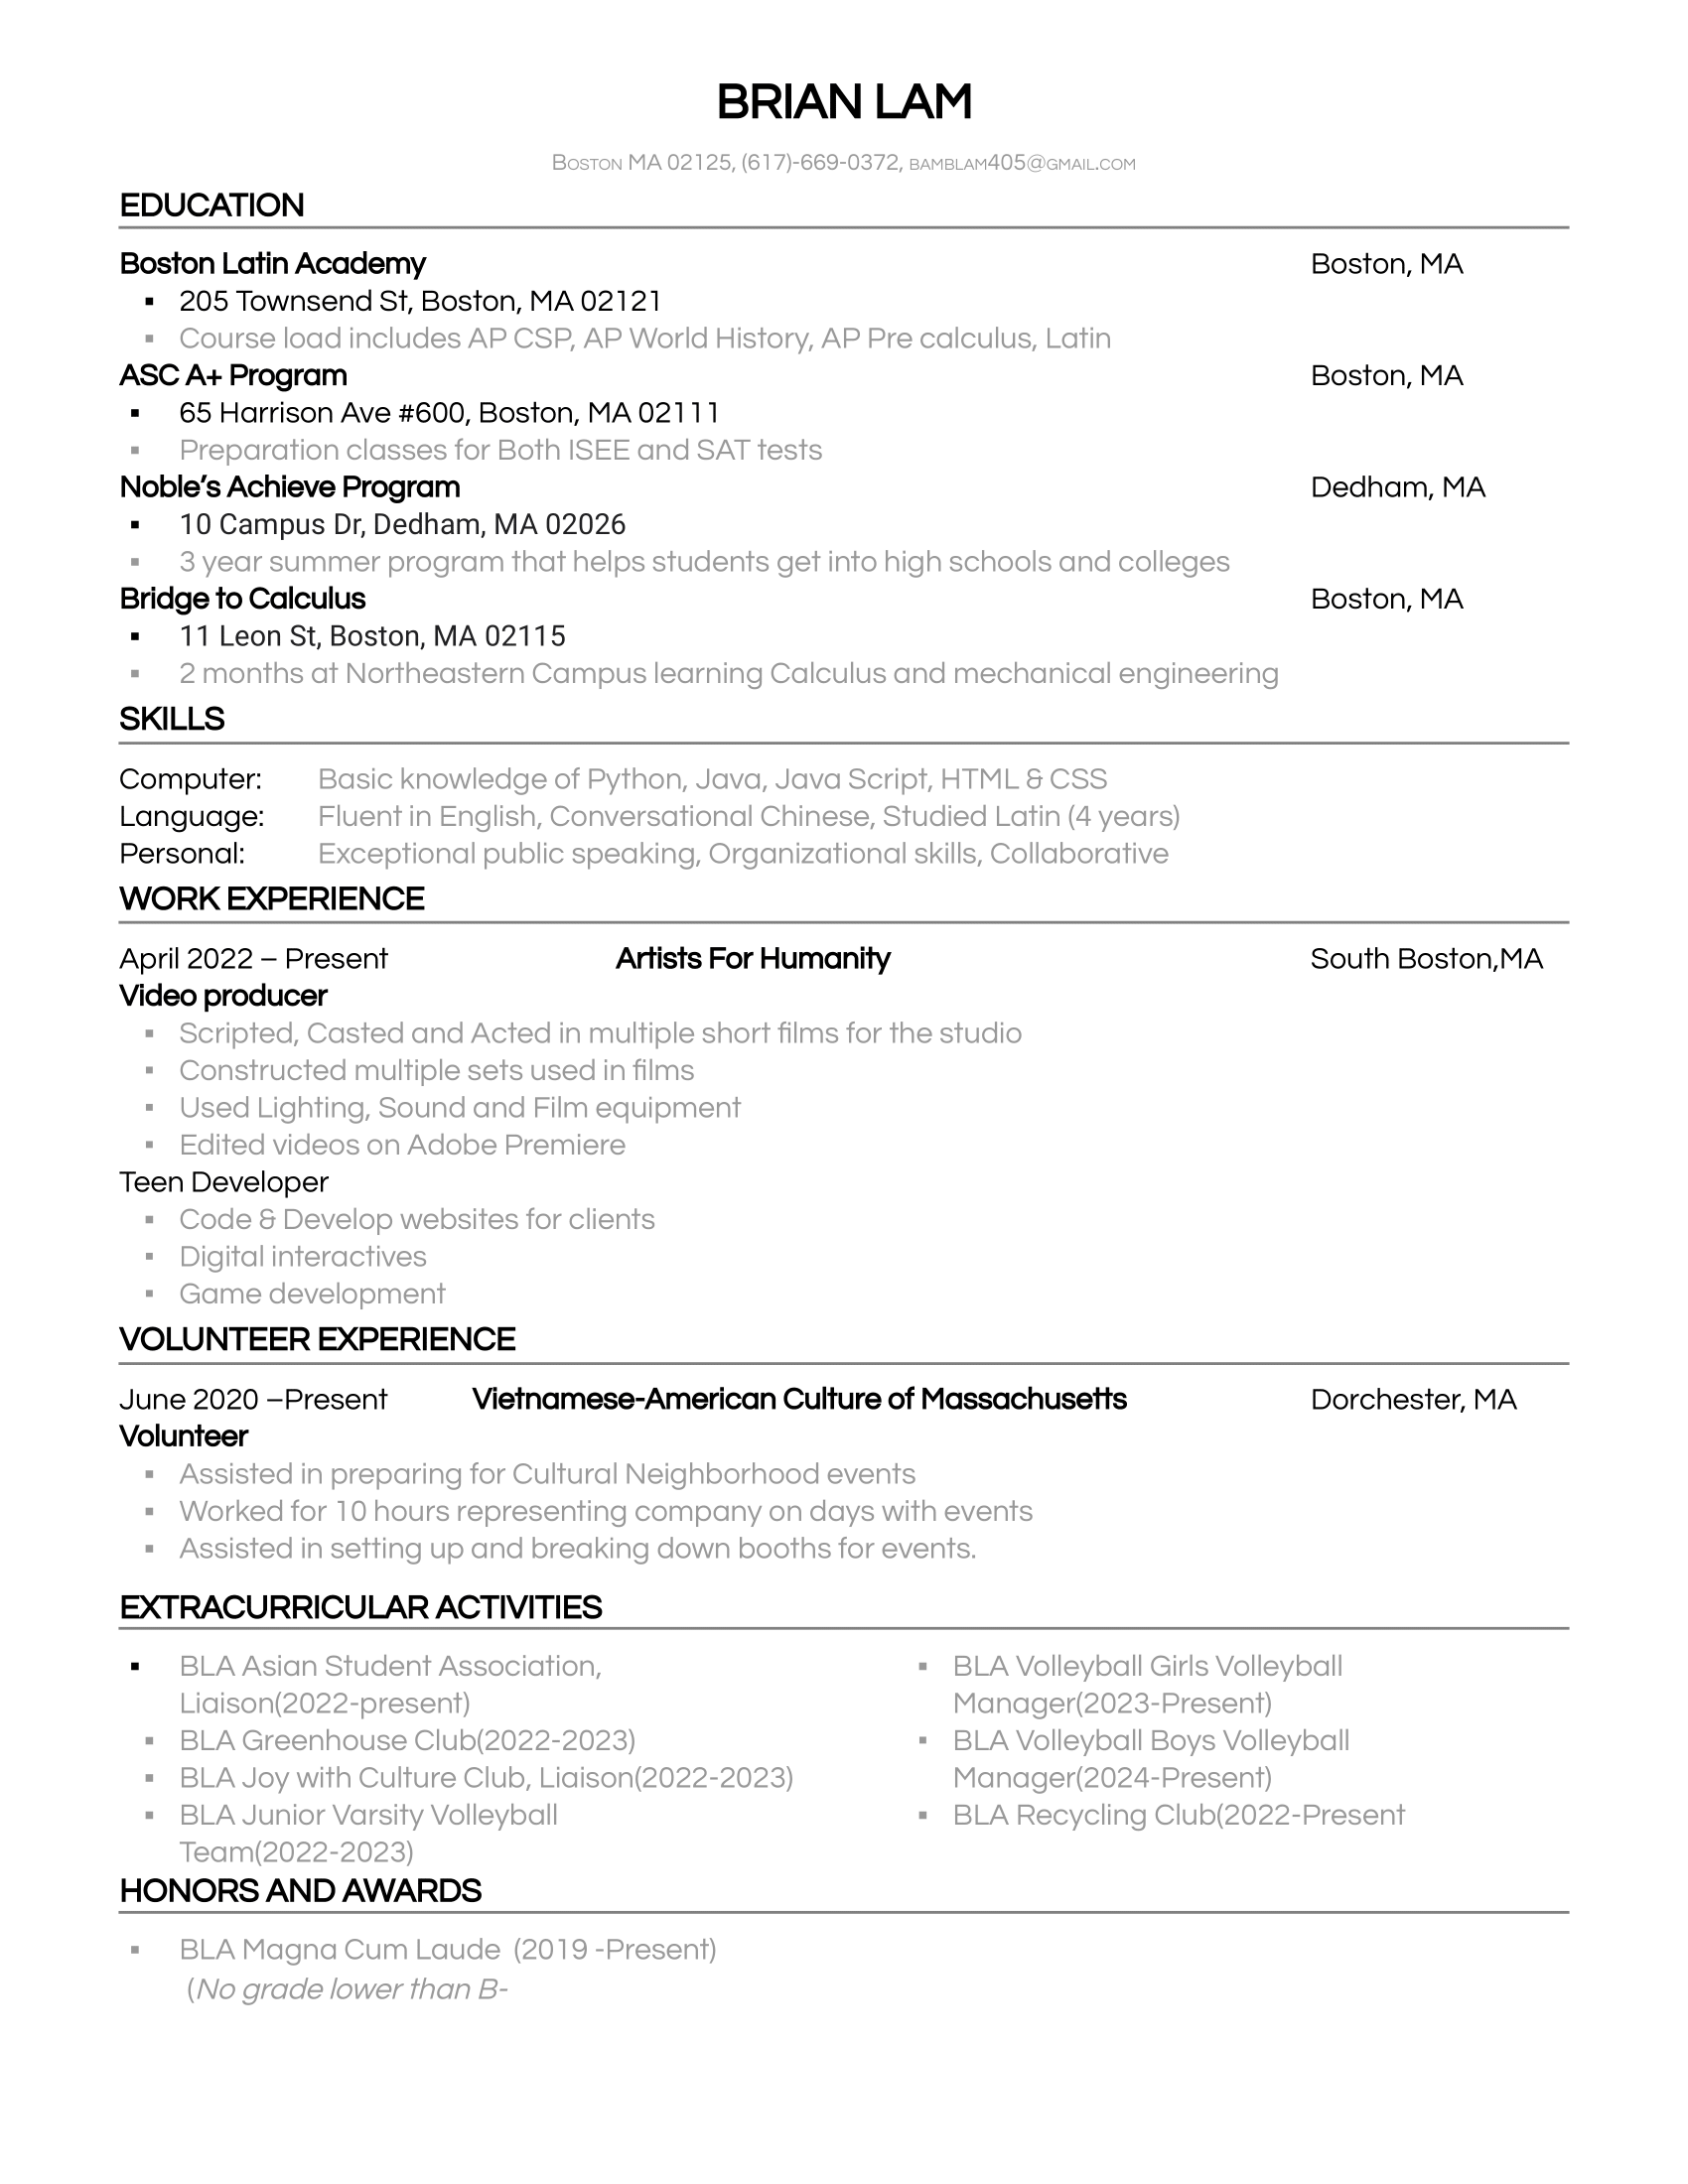 BRIAN LAM
Boston MA 02125, (617)-669-0372, bamblam405@gmail.com
EDUCATION
Boston Latin Academy Boston, MA
▪ 205 Townsend St, Boston, MA 02121
▪ Course load includes AP CSP, AP World History, AP Pre calculus, Latin
ASC A+ Program Boston, MA
▪ 65 Harrison Ave #600, Boston, MA 02111
▪ Preparation classes for Both ISEE and SAT tests
Noble’s Achieve Program Dedham, MA
▪ 10 Campus Dr, Dedham, MA 02026
▪ 3 year summer program that helps students get into high schools and colleges
Bridge to Calculus Boston, MA
▪ 11 Leon St, Boston, MA 02115
▪ 2 months at Northeastern Campus learning Calculus and mechanical engineering
SKILLS
Computer: Basic knowledge of Python, Java, Java Script, HTML & CSS
Language: Fluent in English, Conversational Chinese, Studied Latin (4 years)
Personal: Exceptional public speaking, Organizational skills, Collaborative
WORK EXPERIENCE
April 2022 – Present Artists For Humanity South Boston,MA
Video producer
▪ Scripted, Casted and Acted in multiple short films for the studio
▪ Constructed multiple sets used in films
▪ Used Lighting, Sound and Film equipment
▪ Edited videos on Adobe Premiere
Teen Developer
▪ Code & Develop websites for clients
▪ Digital interactives
▪ Game development
VOLUNTEER EXPERIENCE
June 2020 –Present Vietnamese-American Culture of Massachusetts Dorchester, MA
Volunteer
▪ Assisted in preparing for Cultural Neighborhood events
▪ Worked for 10 hours representing company on days with events
▪ Assisted in setting up and breaking down booths for events.
EXTRACURRICULAR ACTIVITIES
▪ BLA Asian Student Association,
Liaison(2022-present)
▪ BLA Greenhouse Club(2022-2023)
▪ BLA Joy with Culture Club, Liaison(2022-2023)
▪ BLA Junior Varsity Volleyball
Team(2022-2023)
▪ BLA Volleyball Girls Volleyball
Manager(2023-Present)
▪ BLA Volleyball Boys Volleyball
Manager(2024-Present)
▪ BLA Recycling Club(2022-Present
HONORS AND AWARDS
▪ BLA Magna Cum Laude (2019 -Present)
(No grade lower than B-